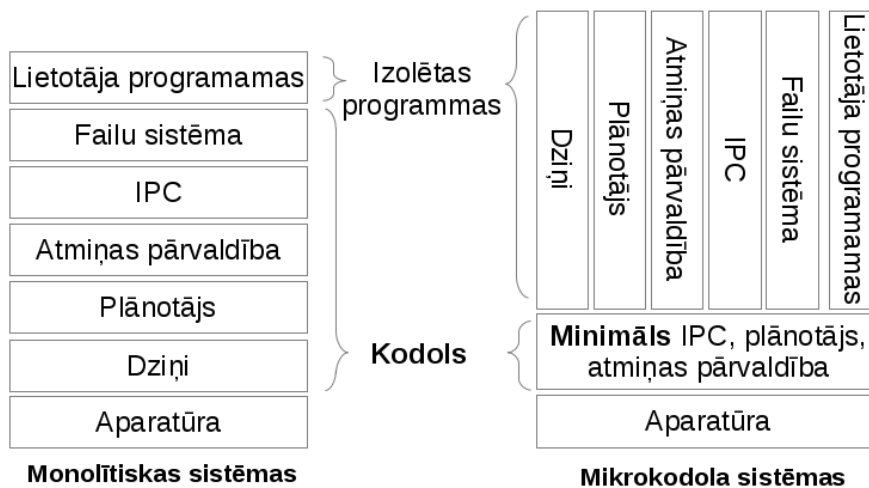 Lietotāja programamas
Failu sistēma
IPC
Atmiņas pārvaldība
Plānotājs
Dziņi
Aparatūra
Monolītiskas sistēmas
Izolētas
programmas
Kodols
Dziņi
Plānotājs
Atmiņas pārvaldība
IPC
Failu sistēma
Lietotāja programamas
Minimāls IPC, plānotājs,
atmiņas pārvaldība
Aparatūra
Mikrokodola sistēmas